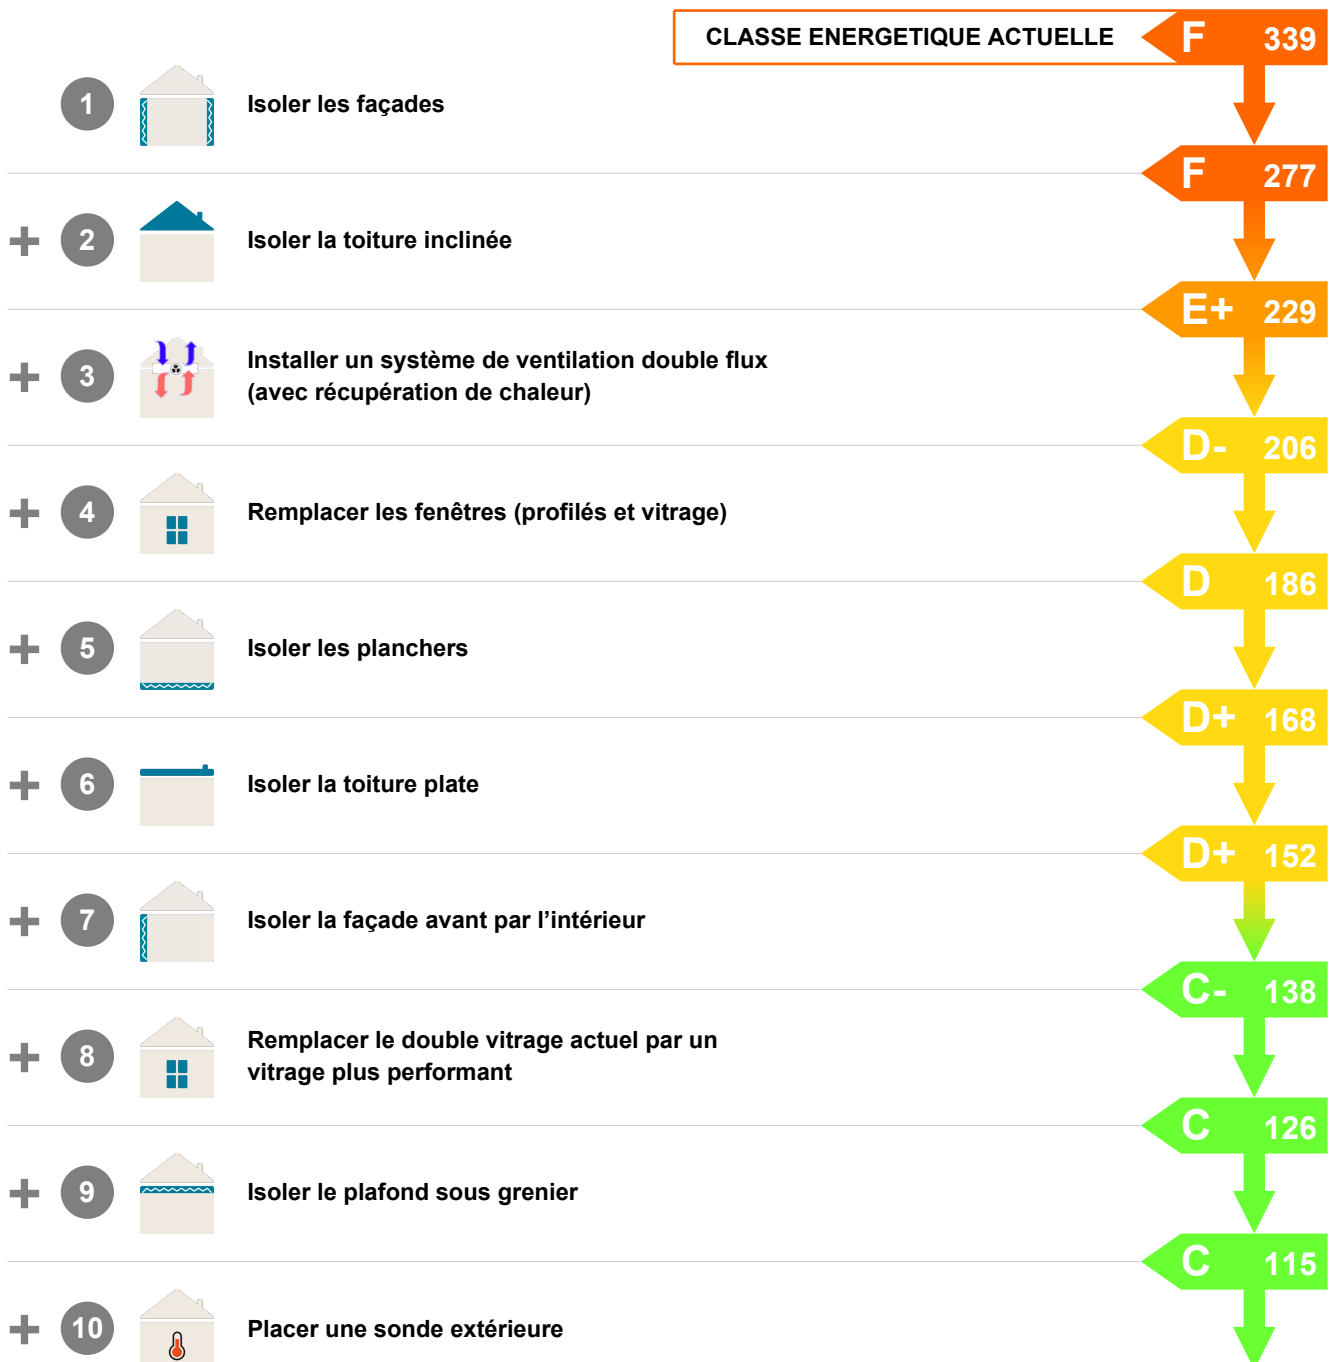 CLASSE ENERGETIQUE ACTUELLE F 339
1 Isoler les façades
F 277
+ 2 Isoler la toiture inclinée
E+ 229
+ 3 Installer un système de ventilation double flux
(avec récupération de chaleur)
D- 206
+ 4 Remplacer les fenêtres (profilés et vitrage)
D 186
+ 5 Isoler les planchers
D+ 168
+ 6 Isoler la toiture plate
D+ 152
+ 7 Isoler la façade avant par l’intérieur
C- 138
+ 8 Remplacer le double vitrage actuel par un
vitrage plus performant
C 126
+ 9 Isoler le plafond sous grenier
C 115
+ 10 Placer une sonde extérieure